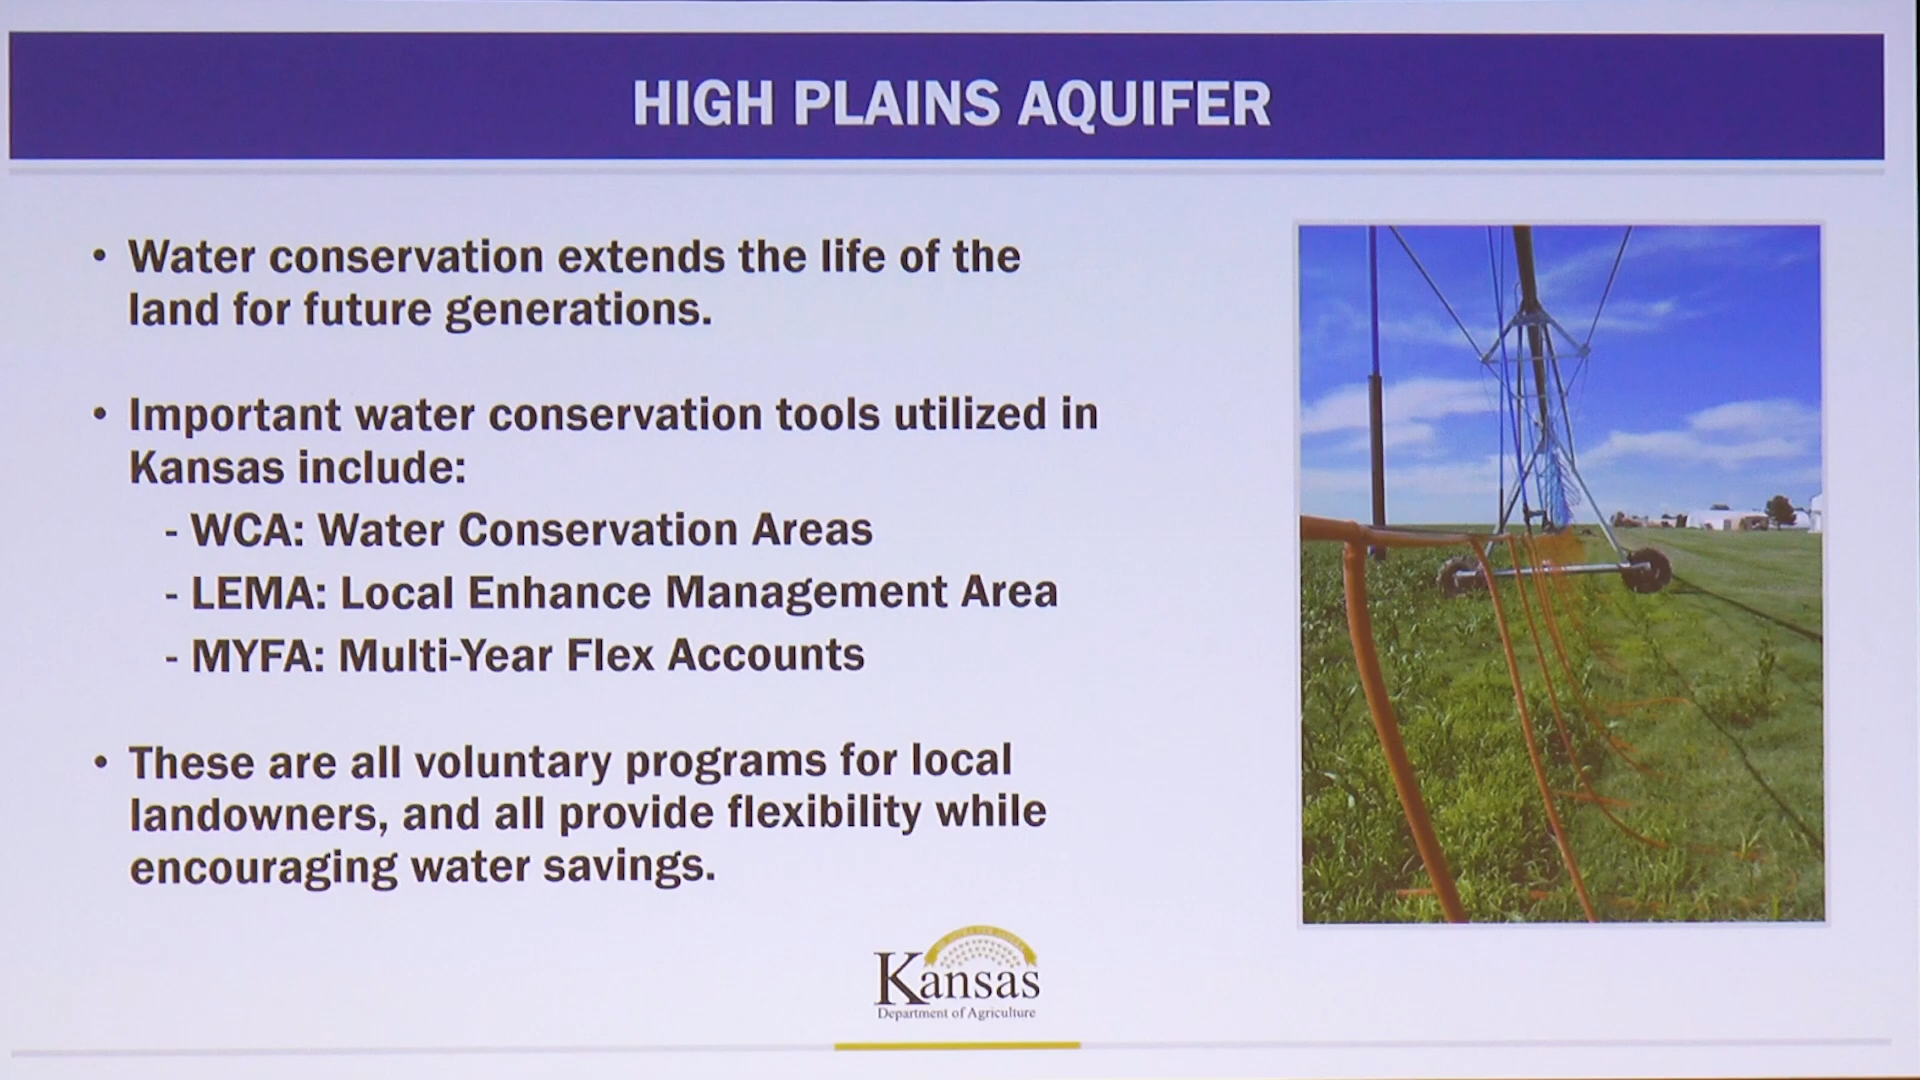 HIGH PLAINS AQUIFER
• Water conservation extends the life of the
land for future generations.
• Important water conservation tools utilized in
Kansas include:
- WCA: Water Conservation Areas
- LEMA: Local Enhance Management Area
- MYFA: Multi-Year Flex Accounts
• These are all voluntary programs for local
landowners, and all provide flexibility while
encouraging water savings.
Kansas
Department of Agriculture